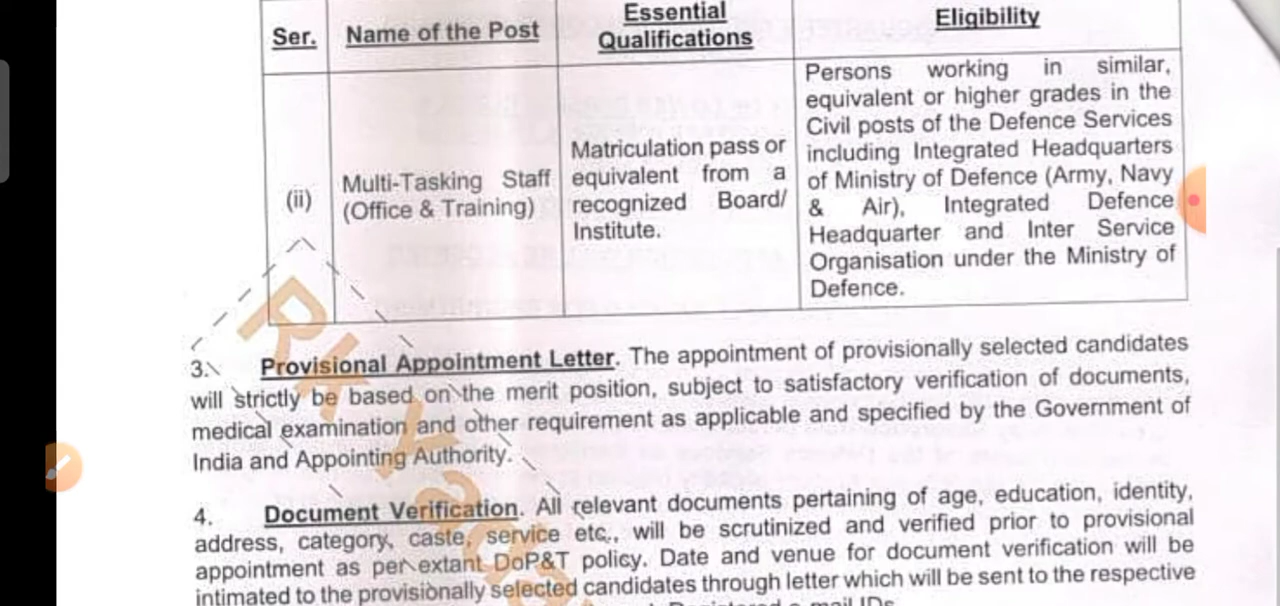 Ser.
Name of the Post
Essential
Qualifications
Eligibility
(ii)
Multi-Tasking Staff
(Office & Training)
Matriculation pass or
equivalent from a
recognized Board/
Institute.
Persons working in similar,
equivalent or higher grades in the
Civil posts of the Defence Services
including Integrated Headquarters
of Ministry of Defence (Army, Navy
& Air), Integrated Defence
Headquarter and Inter Service
Organisation under the Ministry of
Defence.
3. Provisional Appointment Letter. The appointment of provisionally selected candidates
will strictly be based on the merit position, subject to satisfactory verification of documents,
medical examination and other requirement as applicable and specified by the Government of
India and Appointing Authority.
4. Document Verification. All relevant documents pertaining of age, education, identity,
address, category, caste, service etc., will be scrutinized and verified prior to provisional
appointment as per extant DoP&T policy. Date and venue for document verification will be
intimated to the provisionally selected candidates through letter which will be sent to the respective
e-mail IDs
Rk